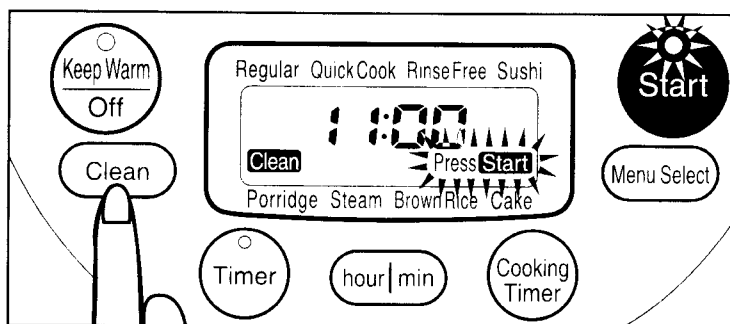 Keep Warm
Off
Clean
Regular QuickCook RinseFree Sushi
11:00
Clean Press Start
Porridge Steam BrownRice Cake
Start
Menu Select
Timer
hour min
Cooking
Timer